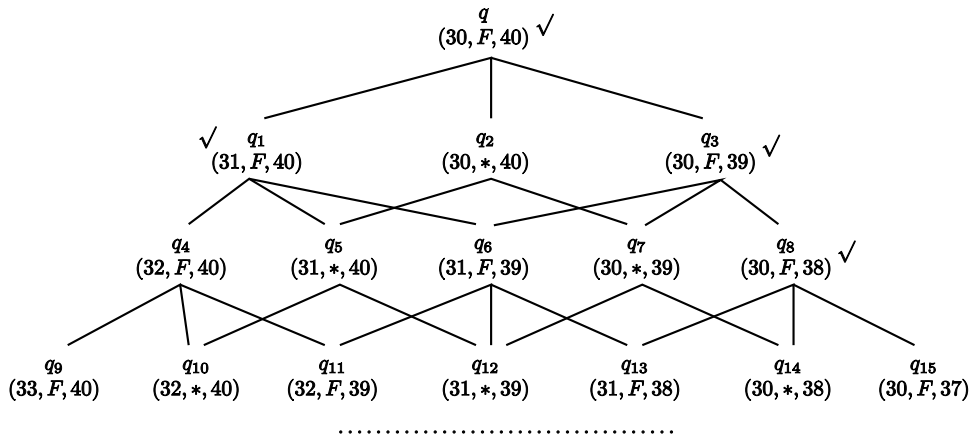 q
(30, F, 40) √
√ q₁ q₂ q₃ √
(31, F, 40) (30, *, 40) (30, F, 39)
q₄ q₅ q₆ q₇ q₈ √
(32, F, 40) (31, *, 40) (31, F, 39) (30, *, 39) (30, F, 38)
q₉ q₁₀ q₁₁ q₁₂ q₁₃ q₁₄ q₁₅
(33, F, 40) (32, *, 40) (32, F, 39) (31, *, 39) (31, F, 38) (30, *, 38) (30, F, 37)
....................................